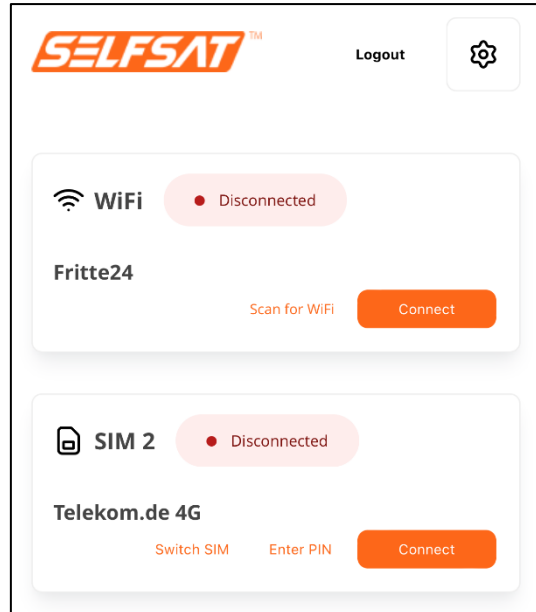 SELFSAT™
Logout
WiFi
Disconnected
Fritte24
Scan for WiFi Connect
SIM 2
Disconnected
Telekom.de 4G
Switch SIM Enter PIN Connect